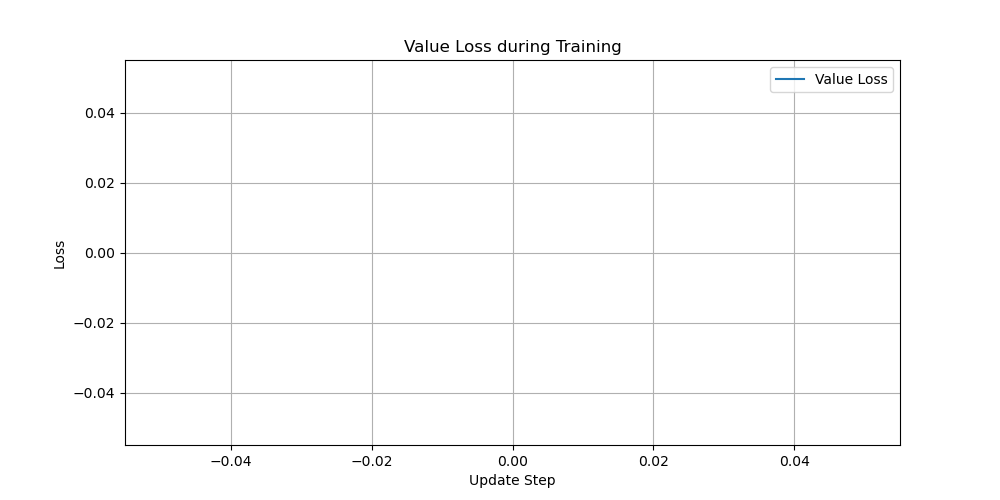 Value Loss during Training
Value Loss
0.04
0.02
0.00
−0.02
−0.04
Loss
−0.04 −0.02 0.00 0.02 0.04
Update Step